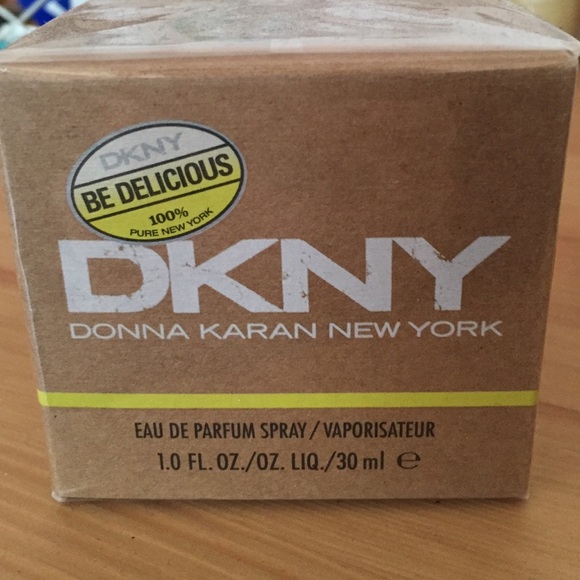 DKNY
BE DELICIOUS
100%
PURE NEW YORK
DKNY
DONNA KARAN NEW YORK
EAU DE PARFUM SPRAY/VAPORISATEUR
1.0 FL. OZ./OZ. LIQ./30 ml ℮